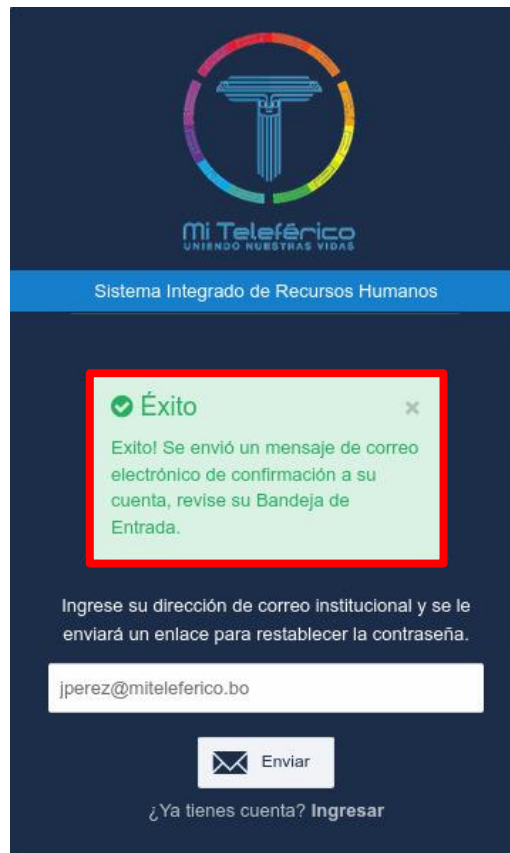 Mi Teleférico
UNIENDO NUESTRAS VIDAS
Sistema Integrado de Recursos Humanos
Éxito ×
Exito! Se envió un mensaje de correo
electrónico de confirmación a su
cuenta, revise su Bandeja de
Entrada.
Ingrese su dirección de correo institucional y se le
enviará un enlace para restablecer la contraseña.
jperez@miteleferico.bo
Enviar
¿Ya tienes cuenta? Ingresar